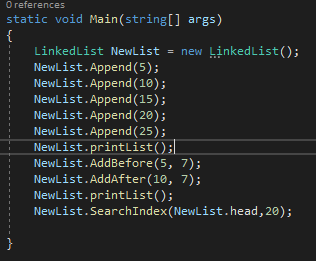 0 references
static void Main(string[] args)
{
LinkedList NewList = new LinkedList();
NewList.Append(5);
NewList.Append(10);
NewList.Append(15);
NewList.Append(20);
NewList.Append(25);
NewList.printList();
NewList.AddBefore(5, 7);
NewList.AddAfter(10, 7);
NewList.printList();
NewList.SearchIndex(NewList.head,20);
}